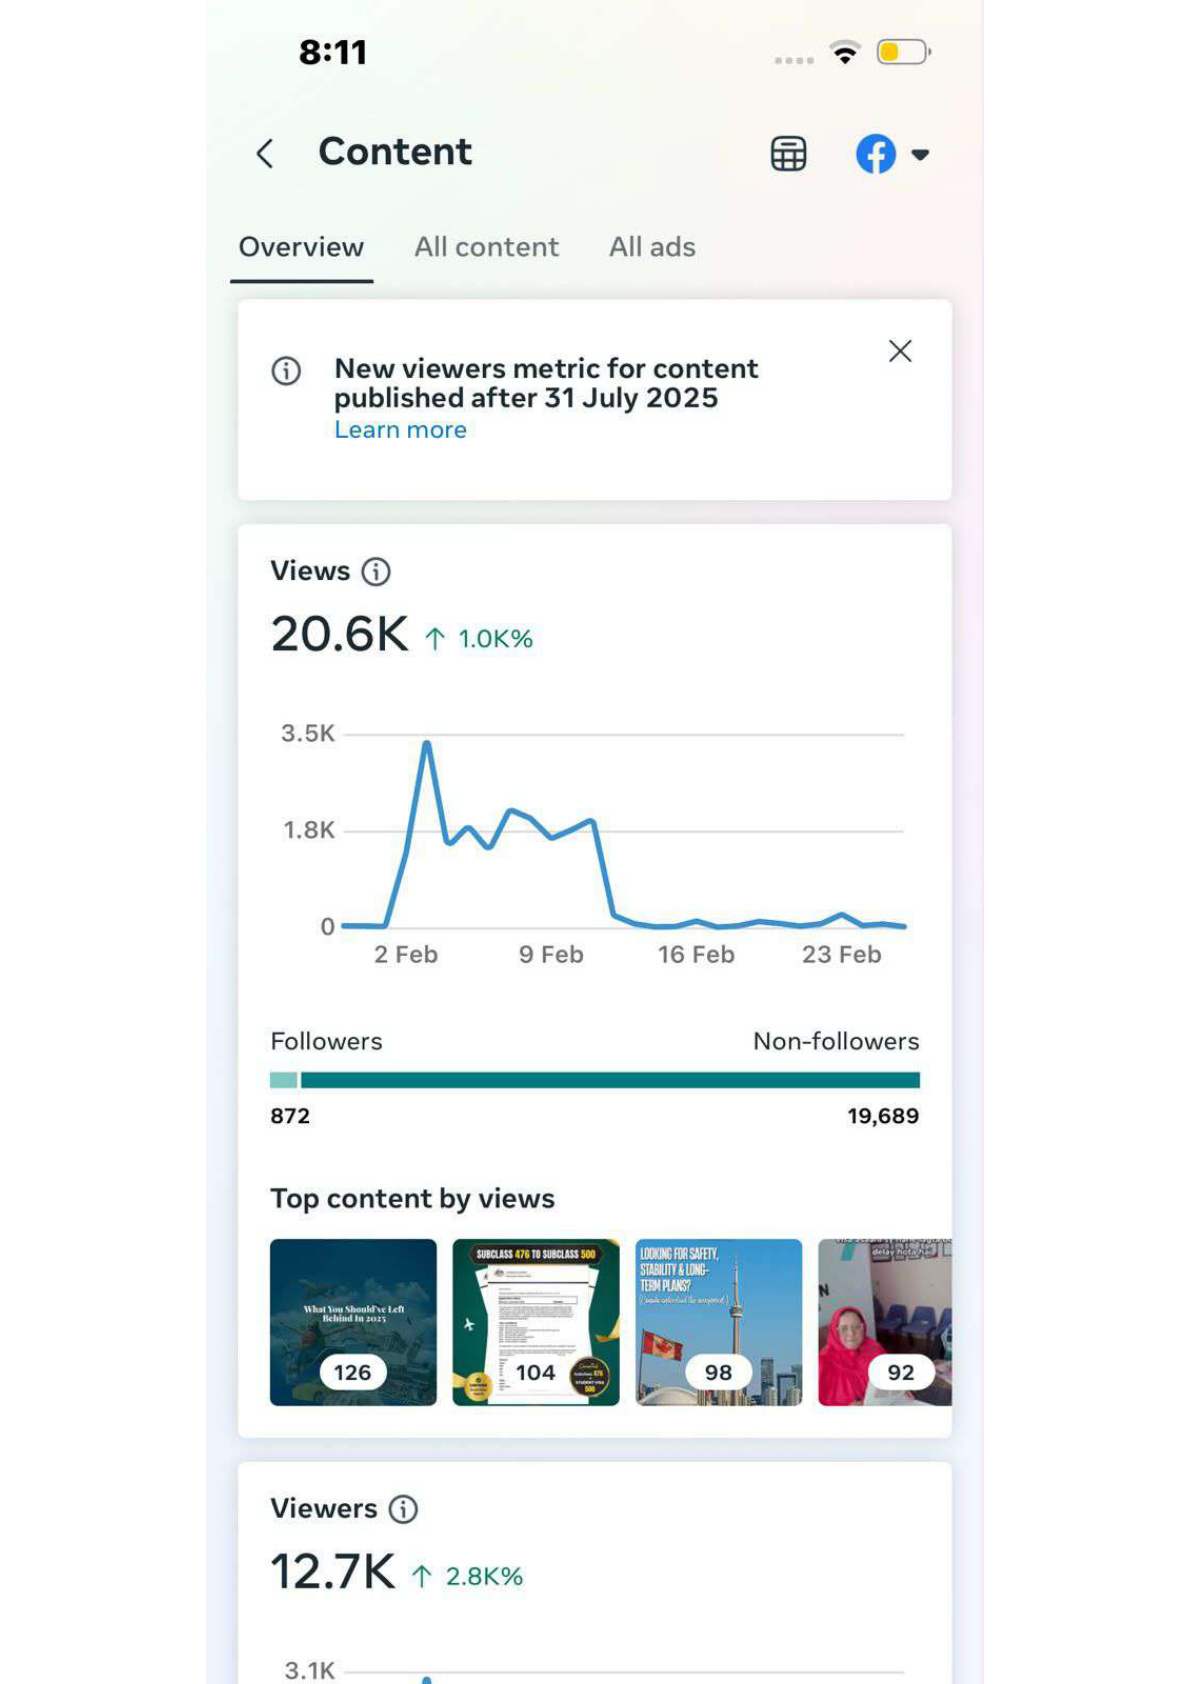 8:11
Content
Overview All content All ads
New viewers metric for content
published after 31 July 2025
Learn more
Views
20.6K ↑ 1.0K%
3.5K
1.8K
0
2 Feb 9 Feb 16 Feb 23 Feb
Followers Non-followers
872 19,689
Top content by views
What You Should've Left
Behind In 2025
126
SUBCLASS 476 TO SUBCLASS 500
104
LOOKING FOR SAFETY,
STABILITY & LONG-
TERM PLANS?
98
delay hota hai
92
Viewers
12.7K ↑ 2.8K%
3.1K